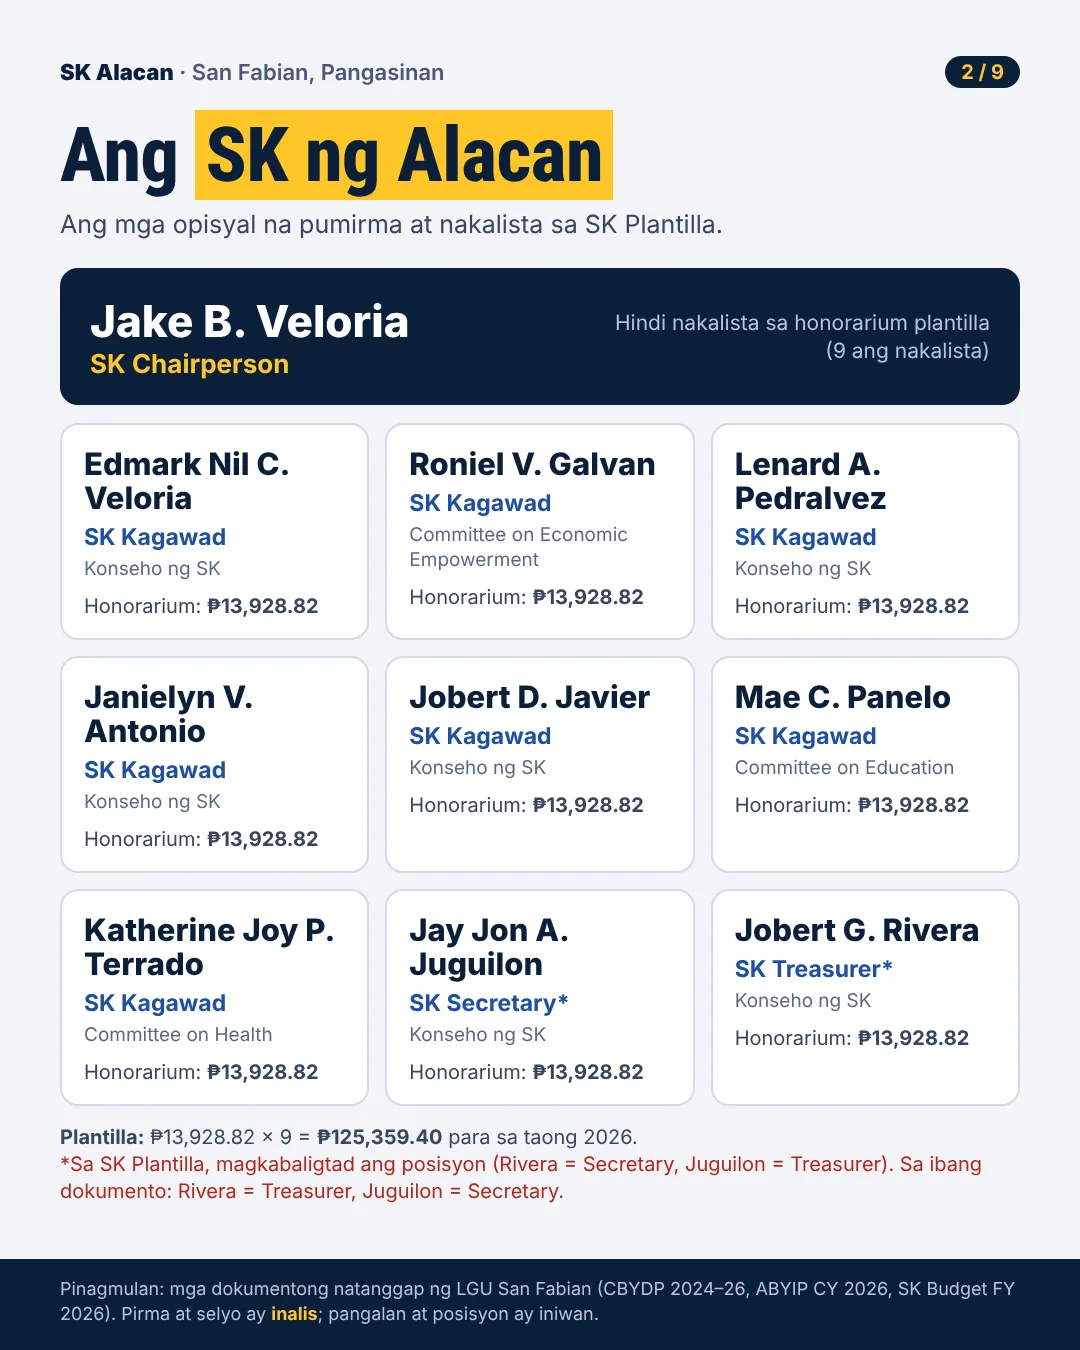 SK Alacan · San Fabian, Pangasinan
2 / 9
Ang SK ng Alacan
Ang mga opisyal na pumirma at nakalista sa SK Plantilla.
Jake B. Veloria
SK Chairperson
Hindi nakalista sa honorarium plantilla
(9 ang nakalista)
Edmark Nil C.
Veloria
SK Kagawad
Konseho ng SK
Honorarium: ₱13,928.82
Roniel V. Galvan
SK Kagawad
Committee on Economic
Empowerment
Honorarium: ₱13,928.82
Lenard A.
Pedralvez
SK Kagawad
Konseho ng SK
Honorarium: ₱13,928.82
Janielyn V.
Antonio
SK Kagawad
Konseho ng SK
Honorarium: ₱13,928.82
Jobert D. Javier
SK Kagawad
Konseho ng SK
Honorarium: ₱13,928.82
Mae C. Panelo
SK Kagawad
Committee on Education
Honorarium: ₱13,928.82
Katherine Joy P.
Terrado
SK Kagawad
Committee on Health
Honorarium: ₱13,928.82
Jay Jon A.
Juguilon
SK Secretary*
Konseho ng SK
Honorarium: ₱13,928.82
Jobert G. Rivera
SK Treasurer*
Konseho ng SK
Honorarium: ₱13,928.82
Plantilla: ₱13,928.82 × 9 = ₱125,359.40 para sa taong 2026.
*Sa SK Plantilla, magkabaligtad ang posisyon (Rivera = Secretary, Juguilon = Treasurer). Sa ibang
dokumento: Rivera = Treasurer, Juguilon = Secretary.
Pinagmulan: mga dokumentong natanggap ng LGU San Fabian (CBYDP 2024–26, ABYIP CY 2026, SK Budget FY
2026). Pirma at selyo ay inalis; pangalan at posisyon ay iniwan.